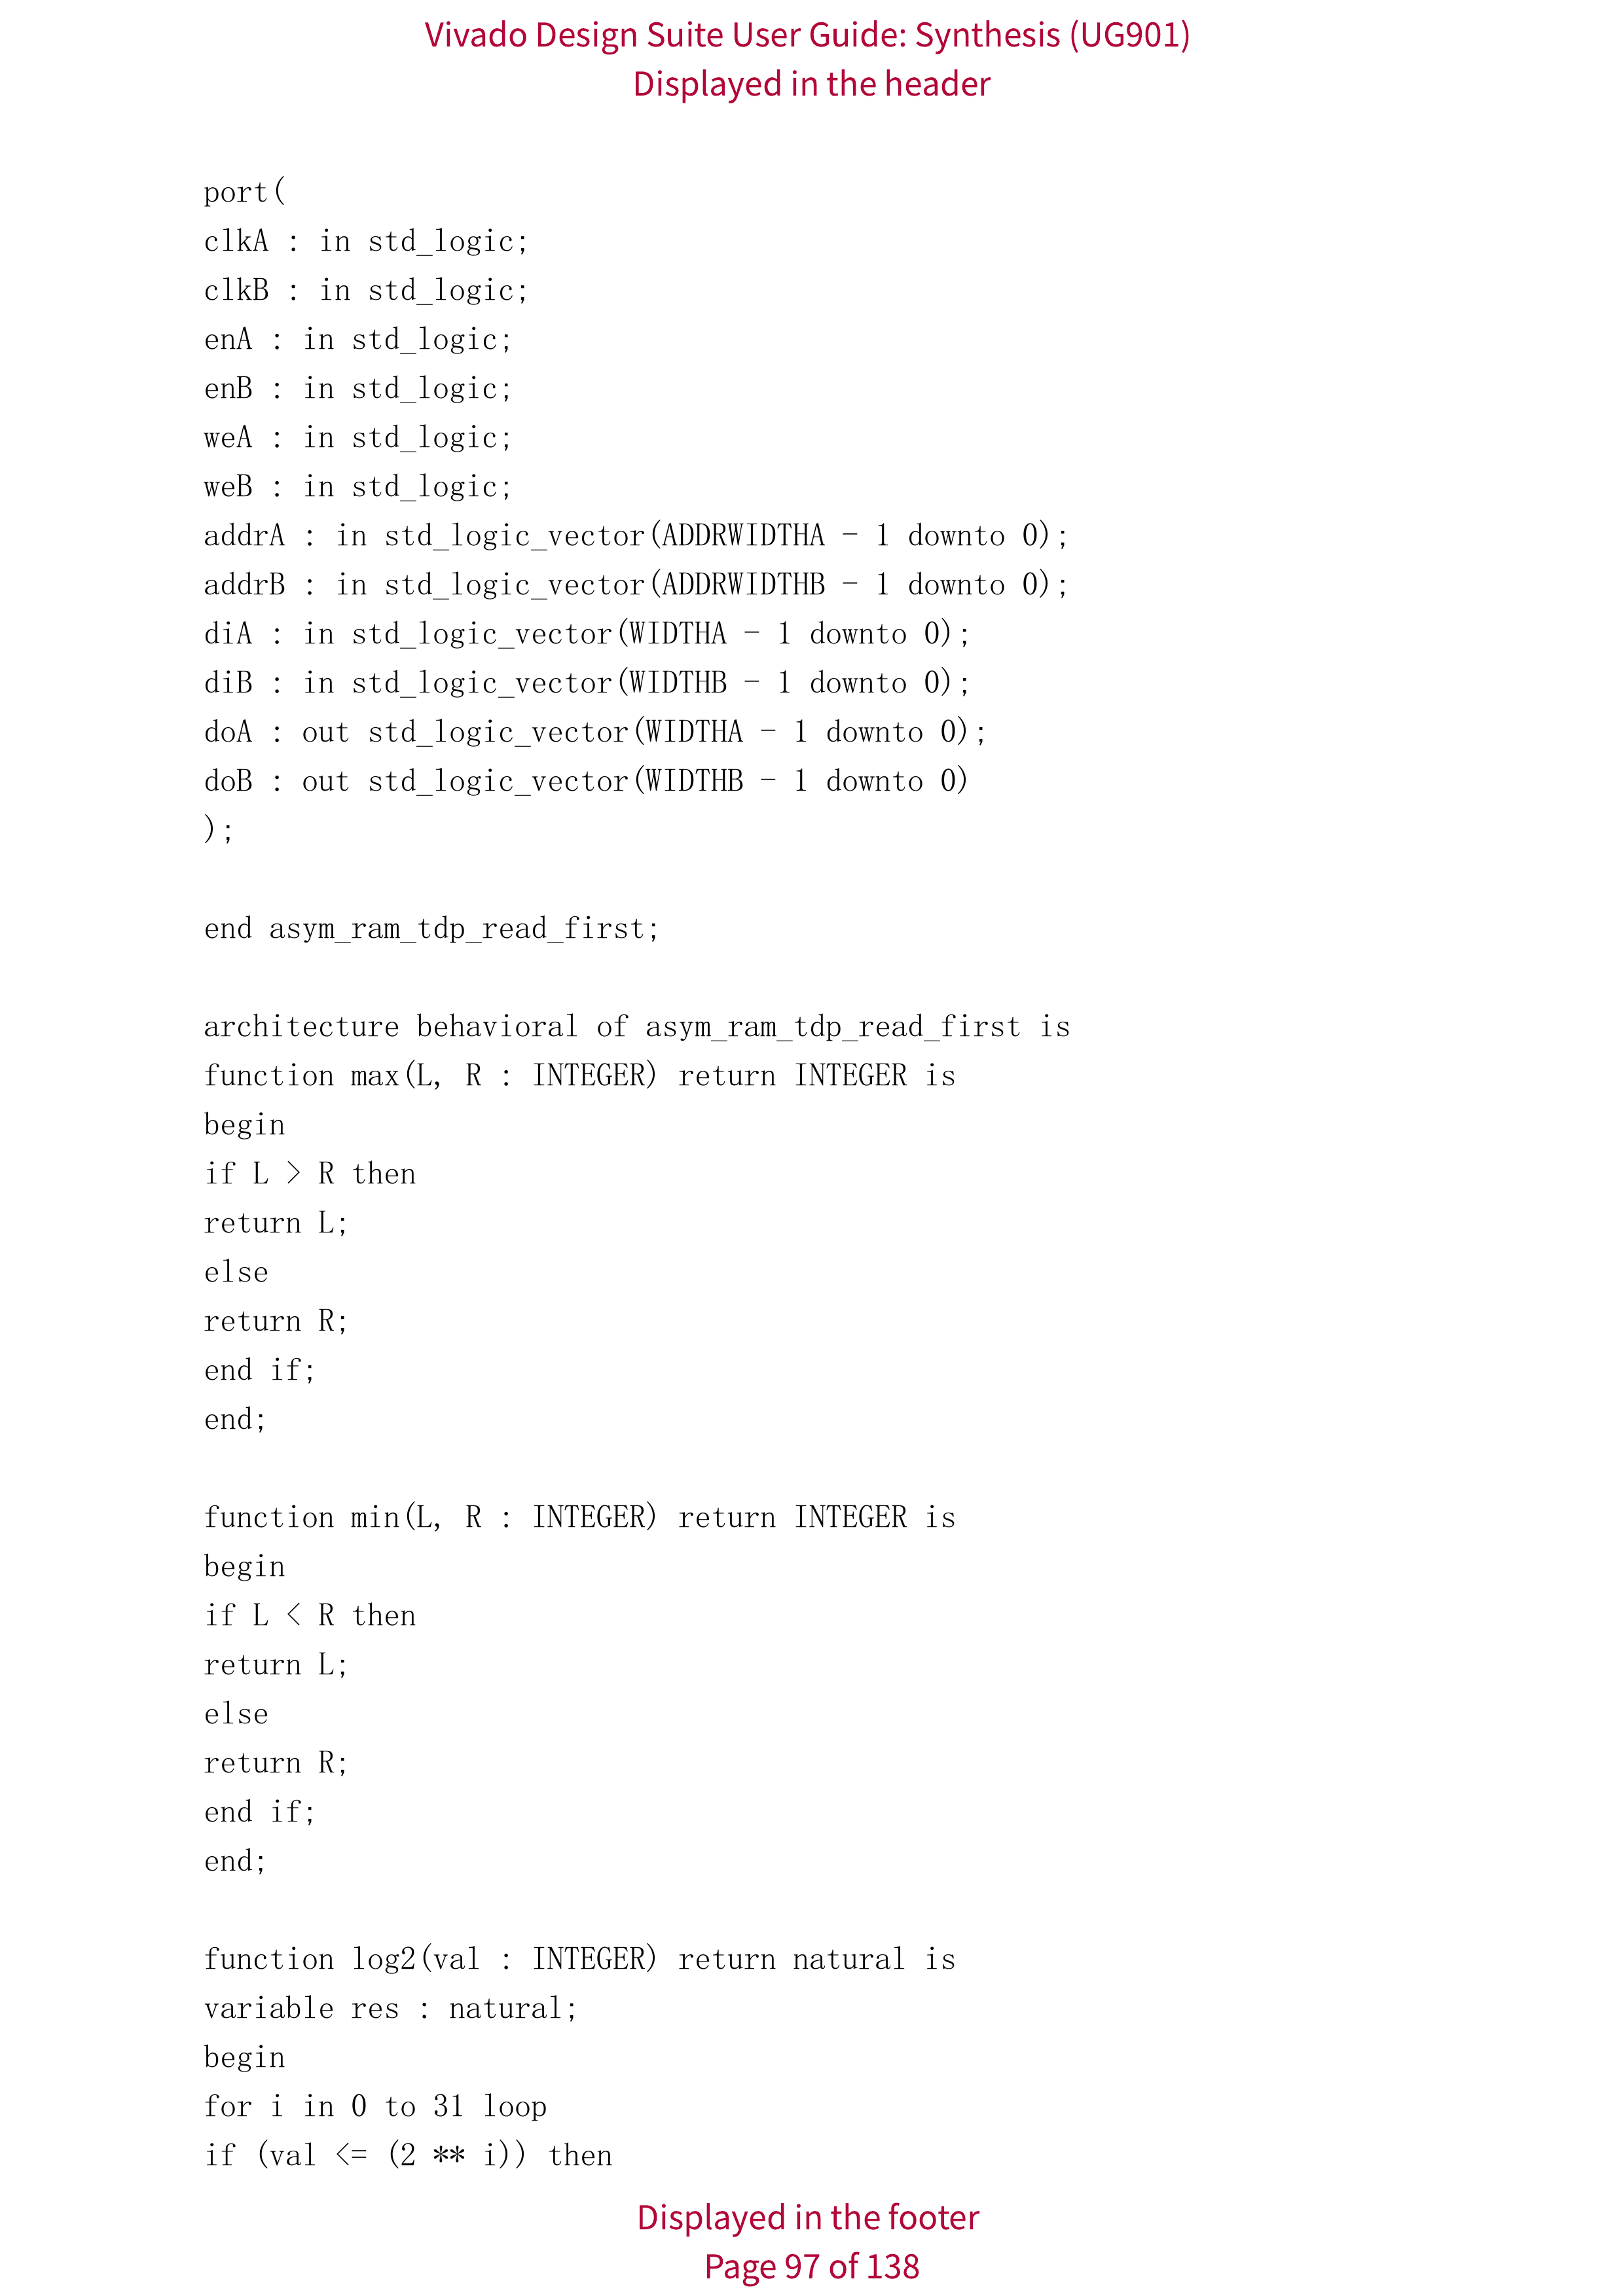 Vivado Design Suite User Guide: Synthesis (UG901)
Displayed in the header
port(
clkA : in std_logic;
clkB : in std_logic;
enA : in std_logic;
enB : in std_logic;
weA : in std_logic;
weB : in std_logic;
addrA : in std_logic_vector(ADDRWIDTHA - 1 downto 0);
addrB : in std_logic_vector(ADDRWIDTHB - 1 downto 0);
diA : in std_logic_vector(WIDTHA - 1 downto 0);
diB : in std_logic_vector(WIDTHB - 1 downto 0);
doA : out std_logic_vector(WIDTHA - 1 downto 0);
doB : out std_logic_vector(WIDTHB - 1 downto 0)
);
end asym_ram_tdp_read_first;
architecture behavioral of asym_ram_tdp_read_first is
function max(L, R : INTEGER) return INTEGER is
begin
if L > R then
return L;
else
return R;
end if;
end;
function min(L, R : INTEGER) return INTEGER is
begin
if L < R then
return L;
else
return R;
end if;
end;
function log2(val : INTEGER) return natural is
variable res : natural;
begin
for i in 0 to 31 loop
if (val <= (2 ** i)) then
Displayed in the footer
Page 97 of 138